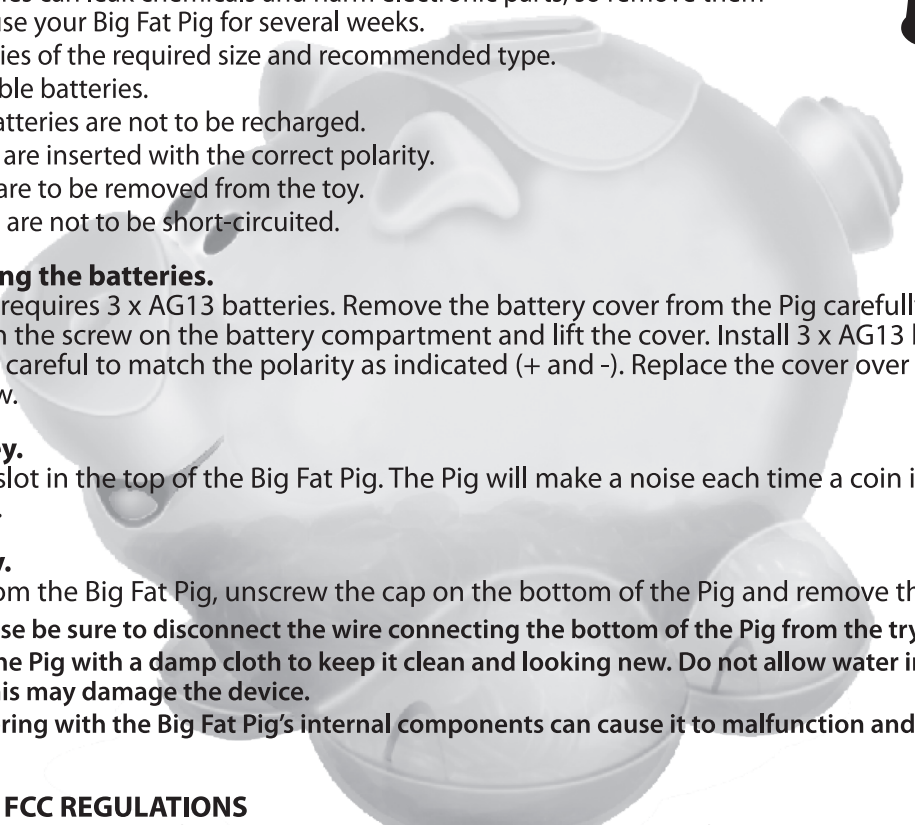 can leak chemicals and harm electronic parts, so remove them
use your Big Fat Pig for several weeks.
ies of the required size and recommended type.
ble batteries.
atteries are not to be recharged.
are inserted with the correct polarity.
are to be removed from the toy.
are not to be short-circuited.
ng the batteries.
requires 3 x AG13 batteries. Remove the battery cover from the Pig carefull
n the screw on the battery compartment and lift the cover. Install 3 x AG13
careful to match the polarity as indicated (+ and -). Replace the cover over
w.
ey.
slot in the top of the Big Fat Pig. The Pig will make a noise each time a coin i
.
y.
om the Big Fat Pig, unscrew the cap on the bottom of the Pig and remove th
se be sure to disconnect the wire connecting the bottom of the Pig from the try
he Pig with a damp cloth to keep it clean and looking new. Do not allow water i
his may damage the device.
ring with the Big Fat Pig's internal components can cause it to malfunction and
FCC REGULATIONS